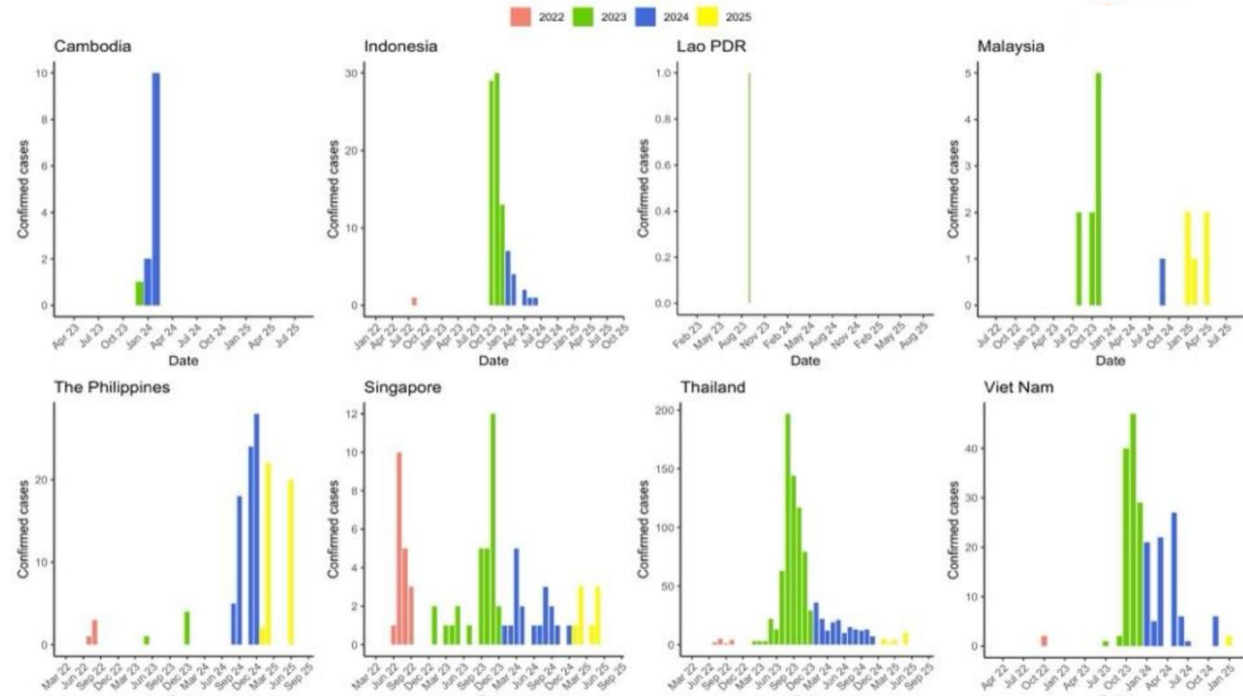 2022 2023 2024 2025
Cambodia
Confirmed cases
10
8
6
4
2
0
Apr 23 Jul 23 Oct 23 Jan 24 Apr 24 Jul 24 Oct 24 Jan 25 Apr 25 Jul 25
Date
Indonesia
Confirmed cases
30
20
10
0
Jan 22 Apr 22 Jul 22 Oct 22 Jan 23 Apr 23 Jul 23 Oct 23 Jan 24 Apr 24 Jul 24 Oct 24 Jan 25 Apr 25 Jul 25 Oct 25
Date
Lao PDR
Confirmed cases
1.0
0.8
0.6
0.4
0.2
0.0
Feb 23 May 23 Aug 23 Nov 23 Feb 24 May 24 Aug 24 Nov 24 Feb 25 May 25 Aug 25
Date
Malaysia
Confirmed cases
5
4
3
2
1
0
Jul 22 Oct 22 Jan 23 Apr 23 Jul 23 Oct 23 Jan 24 Apr 24 Jul 24 Oct 24 Jan 25 Apr 25 Jul 25
Date
The Philippines
Confirmed cases
20
10
0
Mar 22 Jun 22 Sep 22 Dec 22 Mar 23 Jun 23 Sep 23 Dec 23 Mar 24 Jun 24 Sep 24 Dec 24 Mar 25 Jun 25 Sep 25
Singapore
Confirmed cases
12
10
8
6
4
2
0
Mar 22 Jun 22 Sep 22 Dec 22 Mar 23 Jun 23 Sep 23 Dec 23 Mar 24 Jun 24 Sep 24 Dec 24 Mar 25 Jun 25 Sep 25
Thailand
Confirmed cases
200
150
100
50
0
Mar 22 Jun 22 Sep 22 Dec 22 Mar 23 Jun 23 Sep 23 Dec 23 Mar 24 Jun 24 Sep 24 Dec 24 Mar 25 Jun 25 Sep 25
Viet Nam
Confirmed cases
40
30
20
10
0
Apr 22 Jul 22 Oct 22 Jan 23 Apr 23 Jul 23 Oct 23 Jan 24 Apr 24 Jul 24 Oct 24 Jan 25